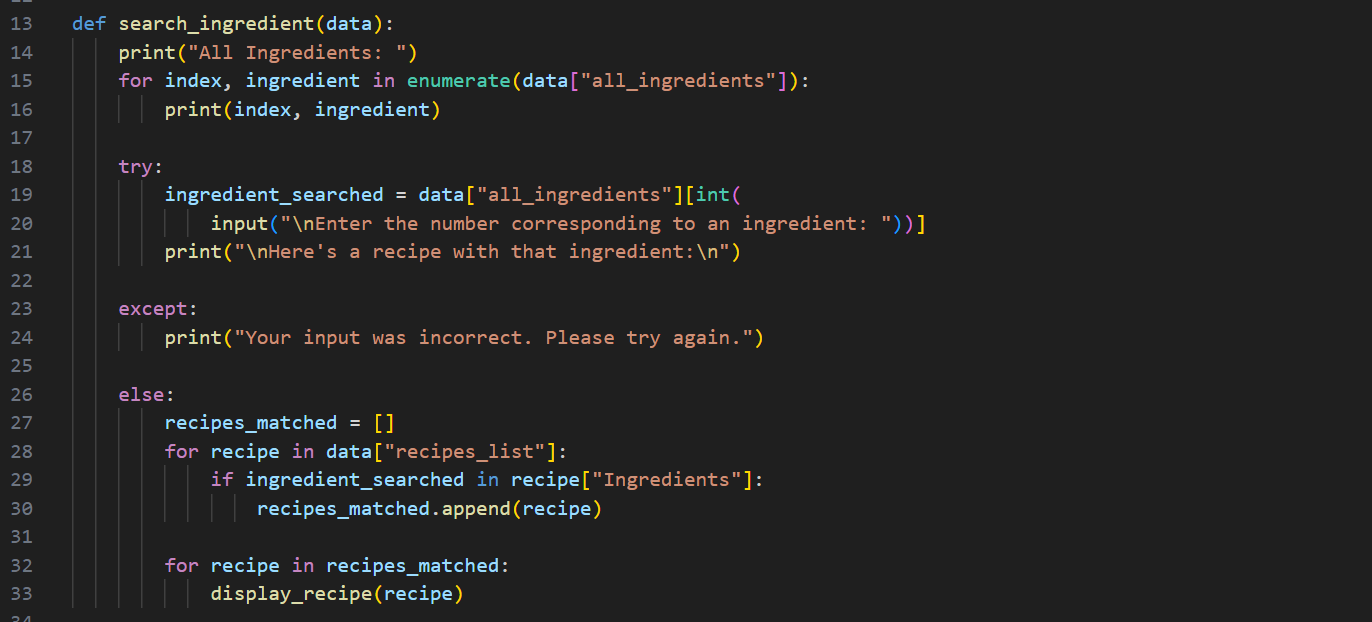 13 def search_ingredient(data):
14     print("All Ingredients: ")
15     for index, ingredient in enumerate(data["all_ingredients"]):
16         print(index, ingredient)
17
18     try:
19         ingredient_searched = data["all_ingredients"][int(
20             input("\nEnter the number corresponding to an ingredient: "))]
21         print("\nHere's a recipe with that ingredient:\n")
22
23     except:
24         print("Your input was incorrect. Please try again.")
25
26     else:
27         recipes_matched = []
28         for recipe in data["recipes_list"]:
29             if ingredient_searched in recipe["Ingredients"]:
30                 recipes_matched.append(recipe)
31
32         for recipe in recipes_matched:
33             display_recipe(recipe)